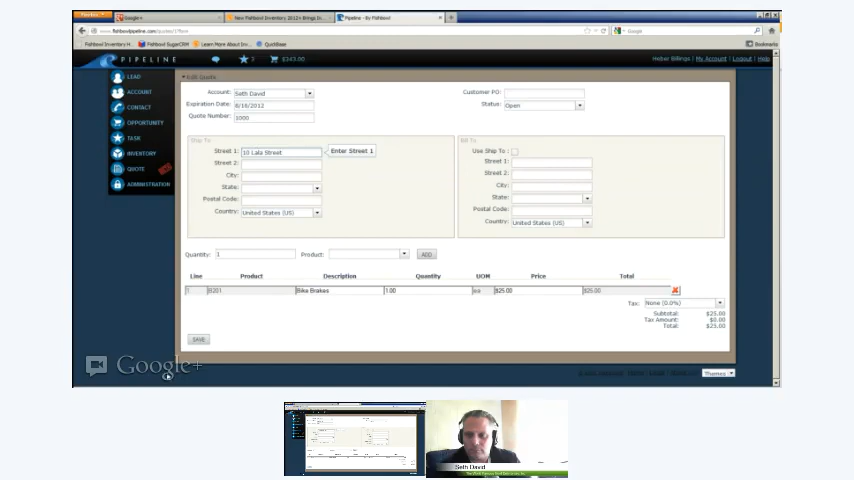 Google+
New Fishbowl Inventory 2012+ Brings In...
Pipeline - By Fishbowl
Google
Fishbowl Inventory H...
Fishbowl SugarCRM
Learn More About Inv...
QuickBase
Bookmarks
PIPELINE
$243.00
Heber Billings | My Account | Logout | Help
LEAD
ACCOUNT
CONTACT
OPPORTUNITY
TASK
INVENTORY
QUOTE
ADMINISTRATION
Edit Quote
Account: Seth David
Customer PO:
Expiration Date: 8/16/2012
Status: Open
Quote Number: 1000
Ship To
Bill To
Street 1: 10 Lala Street
Enter Street 1
Use Ship To :
Street 2:
Street 1:
City:
Street 2:
State:
City:
Postal Code:
State:
Country: United States (US)
Postal Code:
Country: United States (US)
Quantity: 1
Product:
ADD
Line Product Description Quantity UOM Price Total
1 B201 Bike Brakes 1.00 ea $25.00 $25.00
Tax: None (0.0%)
Subtotal: $25.00
Tax Amount: $0.00
Total: $25.00
SAVE
Google+
Themes
Seth David